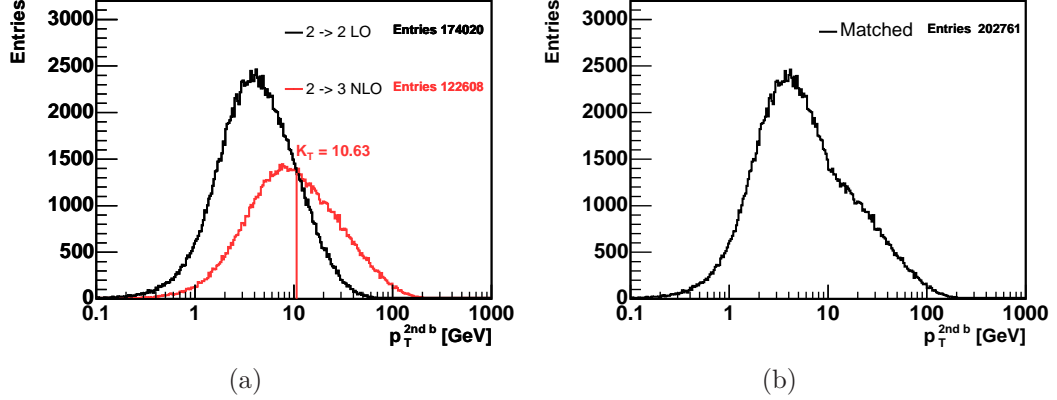 Entries
3000
2500
2000
1500
1000
500
0
2 -> 2 LO Entries 174020
2 -> 3 NLO Entries 122608
K_T = 10.63
0.1 1 10 100 1000
p_T^{2nd b} [GeV]
(a)
Entries
3000
2500
2000
1500
1000
500
0
Matched Entries 202761
0.1 1 10 100 1000
p_T^{2nd b} [GeV]
(b)